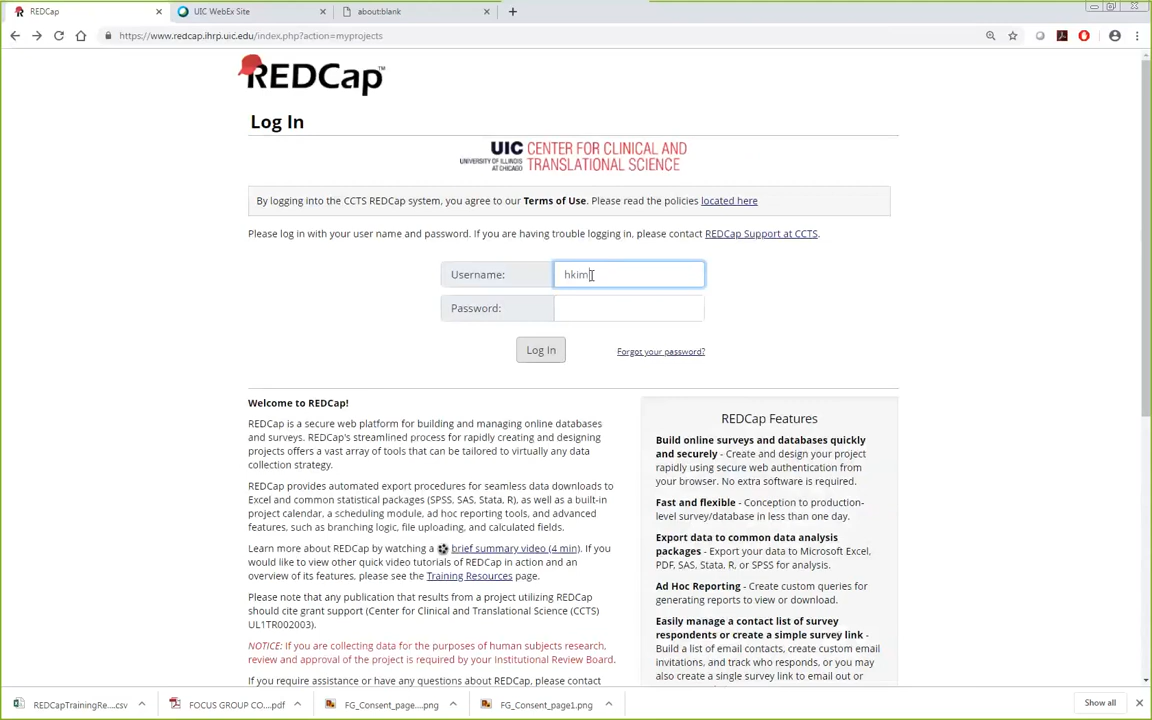 REDCap
UIC WebEx Site
about:blank
https://www.redcap.ihrp.uic.edu/index.php?action=myprojects
REDCap™
Log In
UIC CENTER FOR CLINICAL AND
UNIVERSITY OF ILLINOIS
AT CHICAGO
TRANSLATIONAL SCIENCE
By logging into the CCTS REDCap system, you agree to our Terms of Use. Please read the policies located here
Please log in with your user name and password. If you are having trouble logging in, please contact REDCap Support at CCTS.
Username:
hkim
Password:
Log In
Forgot your password?
Welcome to REDCap!
REDCap is a secure web platform for building and managing online databases
and surveys. REDCap's streamlined process for rapidly creating and designing
projects offers a vast array of tools that can be tailored to virtually any data
collection strategy.
REDCap provides automated export procedures for seamless data downloads to
Excel and common statistical packages (SPSS, SAS, Stata, R), as well as a built-in
project calendar, a scheduling module, ad hoc reporting tools, and advanced
features, such as branching logic, file uploading, and calculated fields.
Learn more about REDCap by watching a brief summary video (4 min). If you
would like to view other quick video tutorials of REDCap in action and an
overview of its features, please see the Training Resources page.
Please note that any publication that results from a project utilizing REDCap
should cite grant support (Center for Clinical and Translational Science (CCTS)
UL1TR002003).
NOTICE: If you are collecting data for the purposes of human subjects research,
review and approval of the project is required by your Institutional Review Board.
If you require assistance or have any questions about REDCap, please contact
REDCap Features
Build online surveys and databases quickly
and securely - Create and design your project
rapidly using secure web authentication from
your browser. No extra software is required.
Fast and flexible - Conception to production-
level survey/database in less than one day.
Export data to common data analysis
packages - Export your data to Microsoft Excel,
PDF, SAS, Stata, R, or SPSS for analysis.
Ad Hoc Reporting - Create custom queries for
generating reports to view or download.
Easily manage a contact list of survey
respondents or create a simple survey link -
Build a list of email contacts, create custom email
invitations, and track who responds, or you may
also create a single survey link to email out or
REDCapTrainingRe....csv
FOCUS GROUP CO....pdf
FG_Consent_page....png
FG_Consent_page1.png
Show all